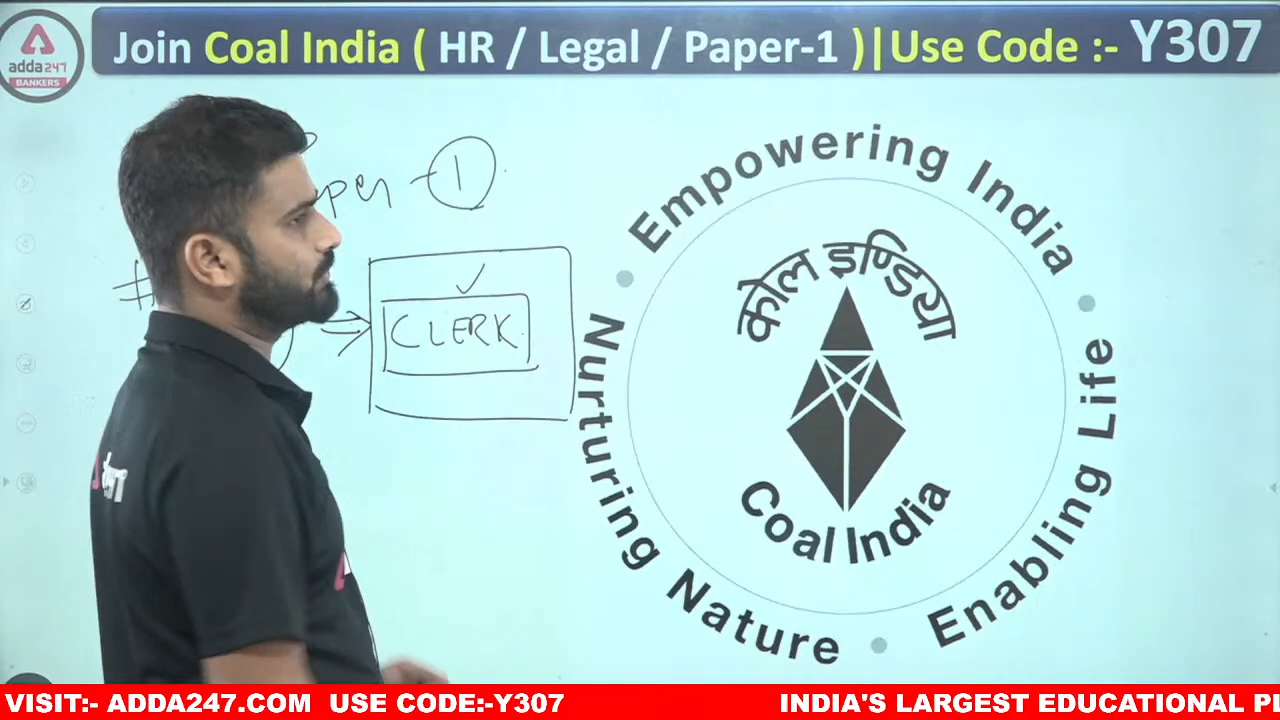 Join Coal India ( HR / Legal / Paper-1 )|Use Code :- Y307
adda247
BANKERS
per -1
#
CLERK
Empowering India
Nurturing Nature
Enabling Life
कोल इण्डिया
Coal India
VISIT:- ADDA247.COM USE CODE:-Y307
INDIA'S LARGEST EDUCATIONAL